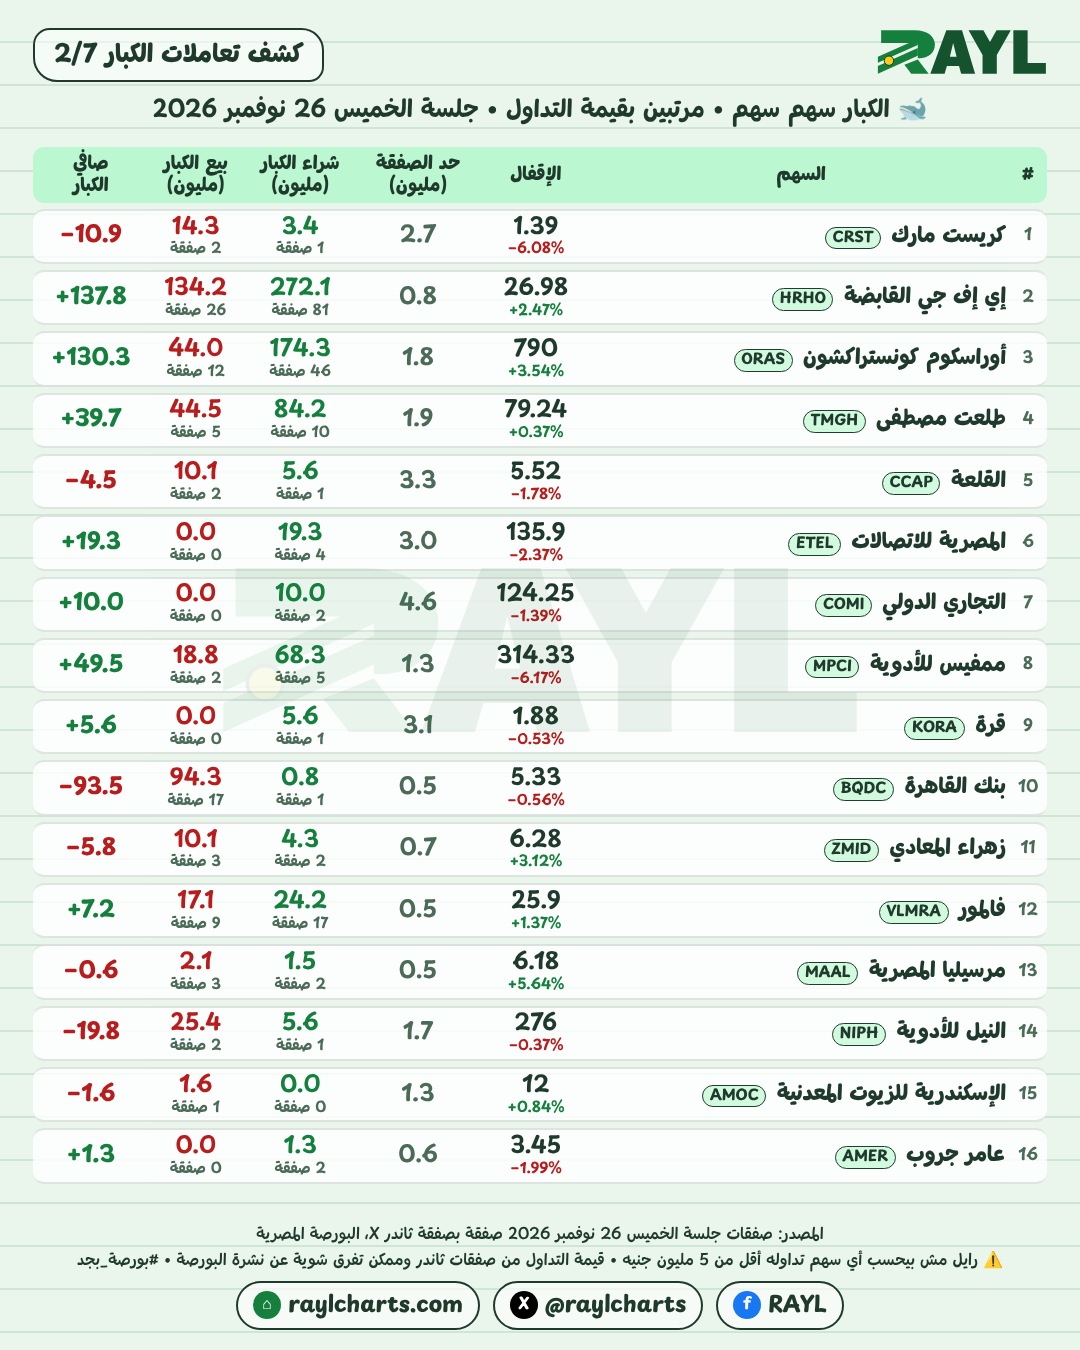 RAYL
كشف تعاملات الكبار 2/7
🐋 الكبار سهم سهم • مرتبين بقيمة التداول • جلسة الخميس 26 نوفمبر 2026
# السهم الإقفال حد الصفقة (مليون) شراء الكبار (مليون) بيع الكبار (مليون) صافي الكبار
1 كريست مارك CRST 1.39 2.7 3.4 14.3 −10.9
−6.08% 1 صفقة 2 صفقة
2 إي إف جي القابضة HRHO 26.98 0.8 272.1 134.2 +137.8
+2.47% 81 صفقة 26 صفقة
3 أوراسكوم كونستراكشون ORAS 790 1.8 174.3 44.0 +130.3
+3.54% 46 صفقة 12 صفقة
4 طلعت مصطفى TMGH 79.24 1.9 84.2 44.5 +39.7
+0.37% 10 صفقة 5 صفقة
5 القلعة CCAP 5.52 3.3 5.6 10.1 −4.5
−1.78% 1 صفقة 2 صفقة
6 المصرية للاتصالات ETEL 135.9 3.0 19.3 0.0 +19.3
−2.37% 4 صفقة 0 صفقة
7 التجاري الدولي COMI 124.25 4.6 10.0 0.0 +10.0
−1.39% 2 صفقة 0 صفقة
8 ممفيس للأدوية MPCI 314.33 1.3 68.3 18.8 +49.5
−6.17% 5 صفقة 2 صفقة
9 قرة KORA 1.88 3.1 5.6 0.0 +5.6
−0.53% 1 صفقة 0 صفقة
10 بنك القاهرة BQDC 5.33 0.5 0.8 94.3 −93.5
−0.56% 1 صفقة 17 صفقة
11 زهراء المعادي ZMID 6.28 0.7 4.3 10.1 −5.8
+3.12% 2 صفقة 3 صفقة
12 فالمور VLMRA 25.9 0.5 24.2 17.1 +7.2
+1.37% 17 صفقة 9 صفقة
13 مرسيليا المصرية MAAL 6.18 0.5 1.5 2.1 −0.6
+5.64% 2 صفقة 3 صفقة
14 النيل للأدوية NIPH 276 1.7 5.6 25.4 −19.8
−0.37% 1 صفقة 2 صفقة
15 الإسكندرية للزيوت المعدنية AMOC 12 1.3 0.0 1.6 −1.6
+0.84% 0 صفقة 1 صفقة
16 عامر جروب AMER 3.45 0.6 1.3 0.0 +1.3
−1.99% 2 صفقة 0 صفقة
RAYL
المصدر: صفقات جلسة الخميس 26 نوفمبر 2026 صفقة بصفقة ثاندر X، البورصة المصرية
⚠️ رايل مش بيحسب أي سهم تداوله أقل من 5 مليون جنيه • قيمة التداول من صفقات ثاندر وممكن تفرق شوية عن نشرة البورصة • #بورصة_بجد
raylcharts.com X @raylcharts f RAYL